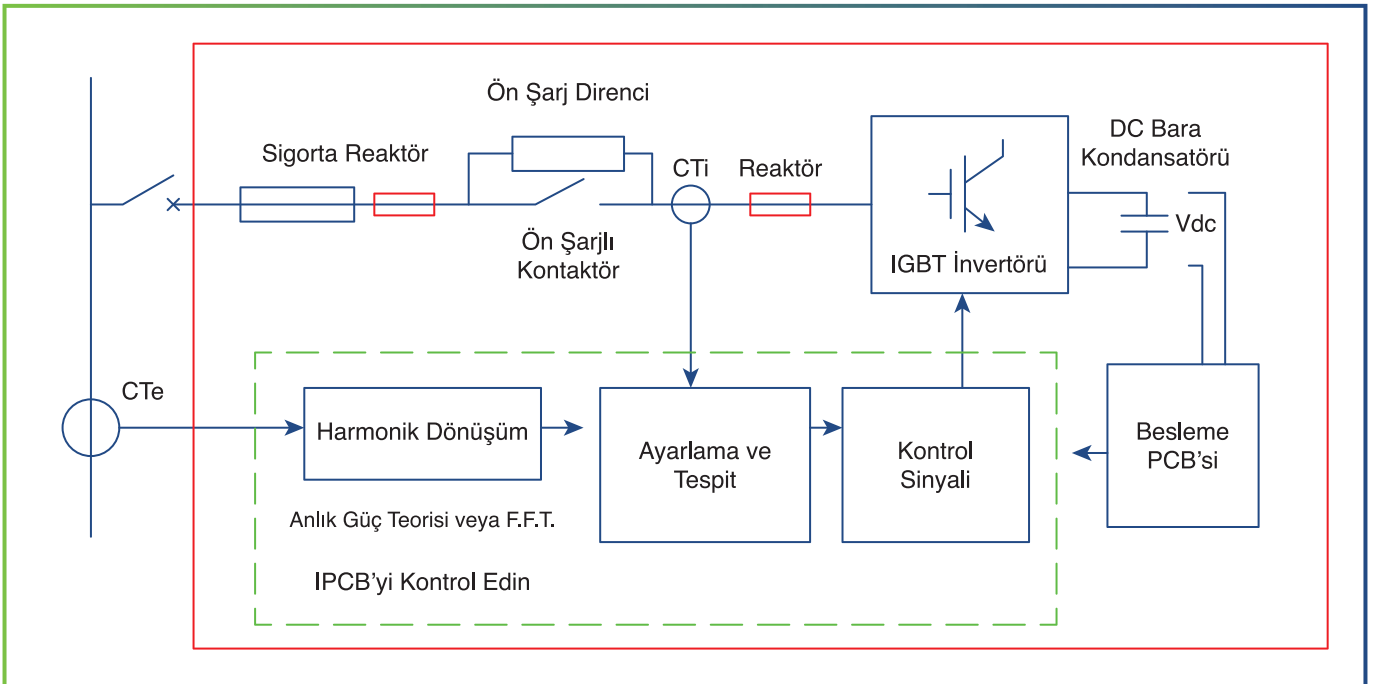 Ön Şarj Direnci
Sigorta Reaktör
CTi
Reaktör
DC Bara
Kondansatörü
Vdc
Ön Şarjlı
Kontaktör
IGBT İnvertörü
CTe
Harmonik Dönüşüm
Ayarlama ve
Tespit
Kontrol
Sinyali
Besleme
PCB'si
Anlık Güç Teorisi veya F.F.T.
IPCB'yi Kontrol Edin